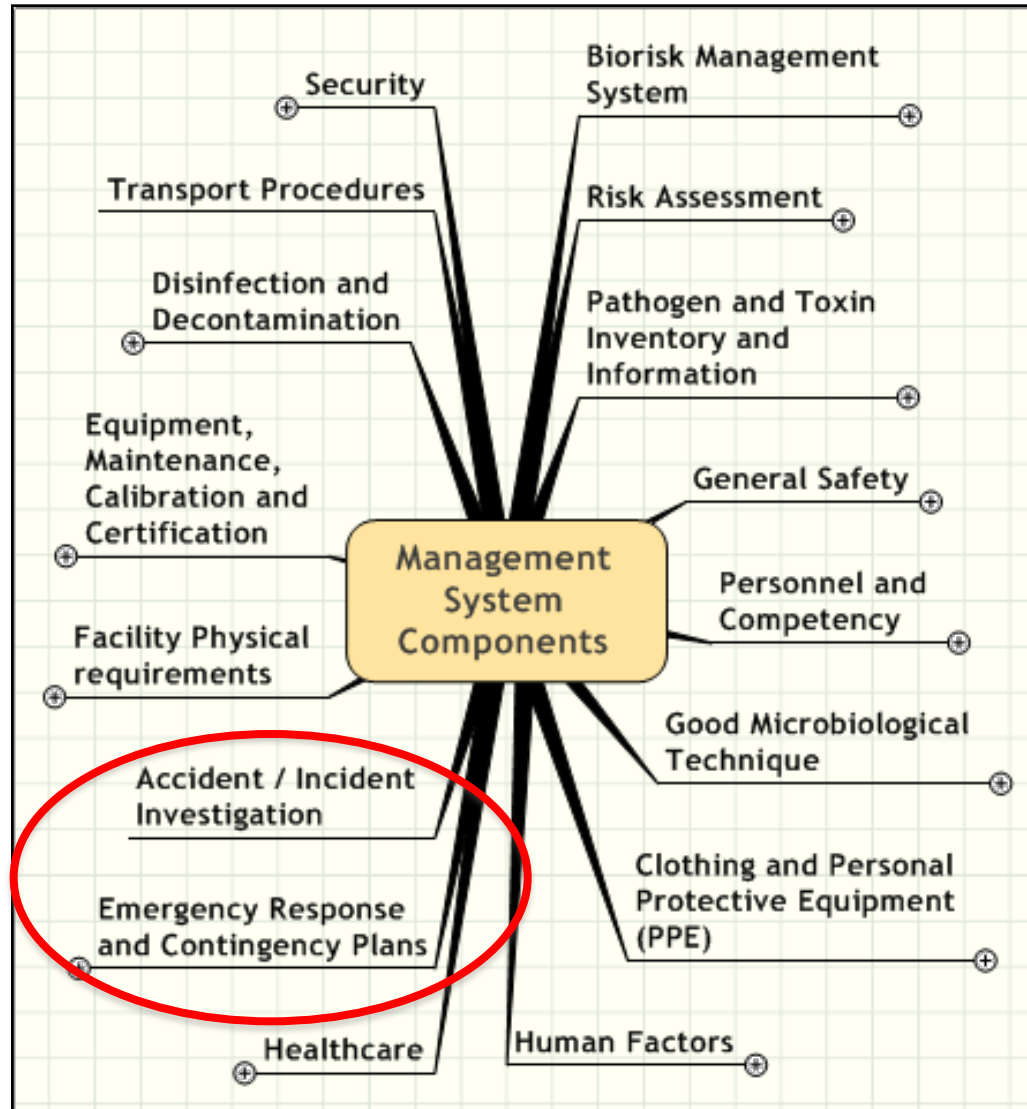 Security
Transport Procedures
Disinfection and
Decontamination
Equipment,
Maintenance,
Calibration and
Certification
Facility Physical
requirements
Accident / Incident
Investigation
Emergency Response
and Contingency Plans
Healthcare
Management
System
Components
Biorisk Management
System
Risk Assessment
Pathogen and Toxin
Inventory and
Information
General Safety
Personnel and
Competency
Good Microbiological
Technique
Clothing and Personal
Protective Equipment
(PPE)
Human Factors